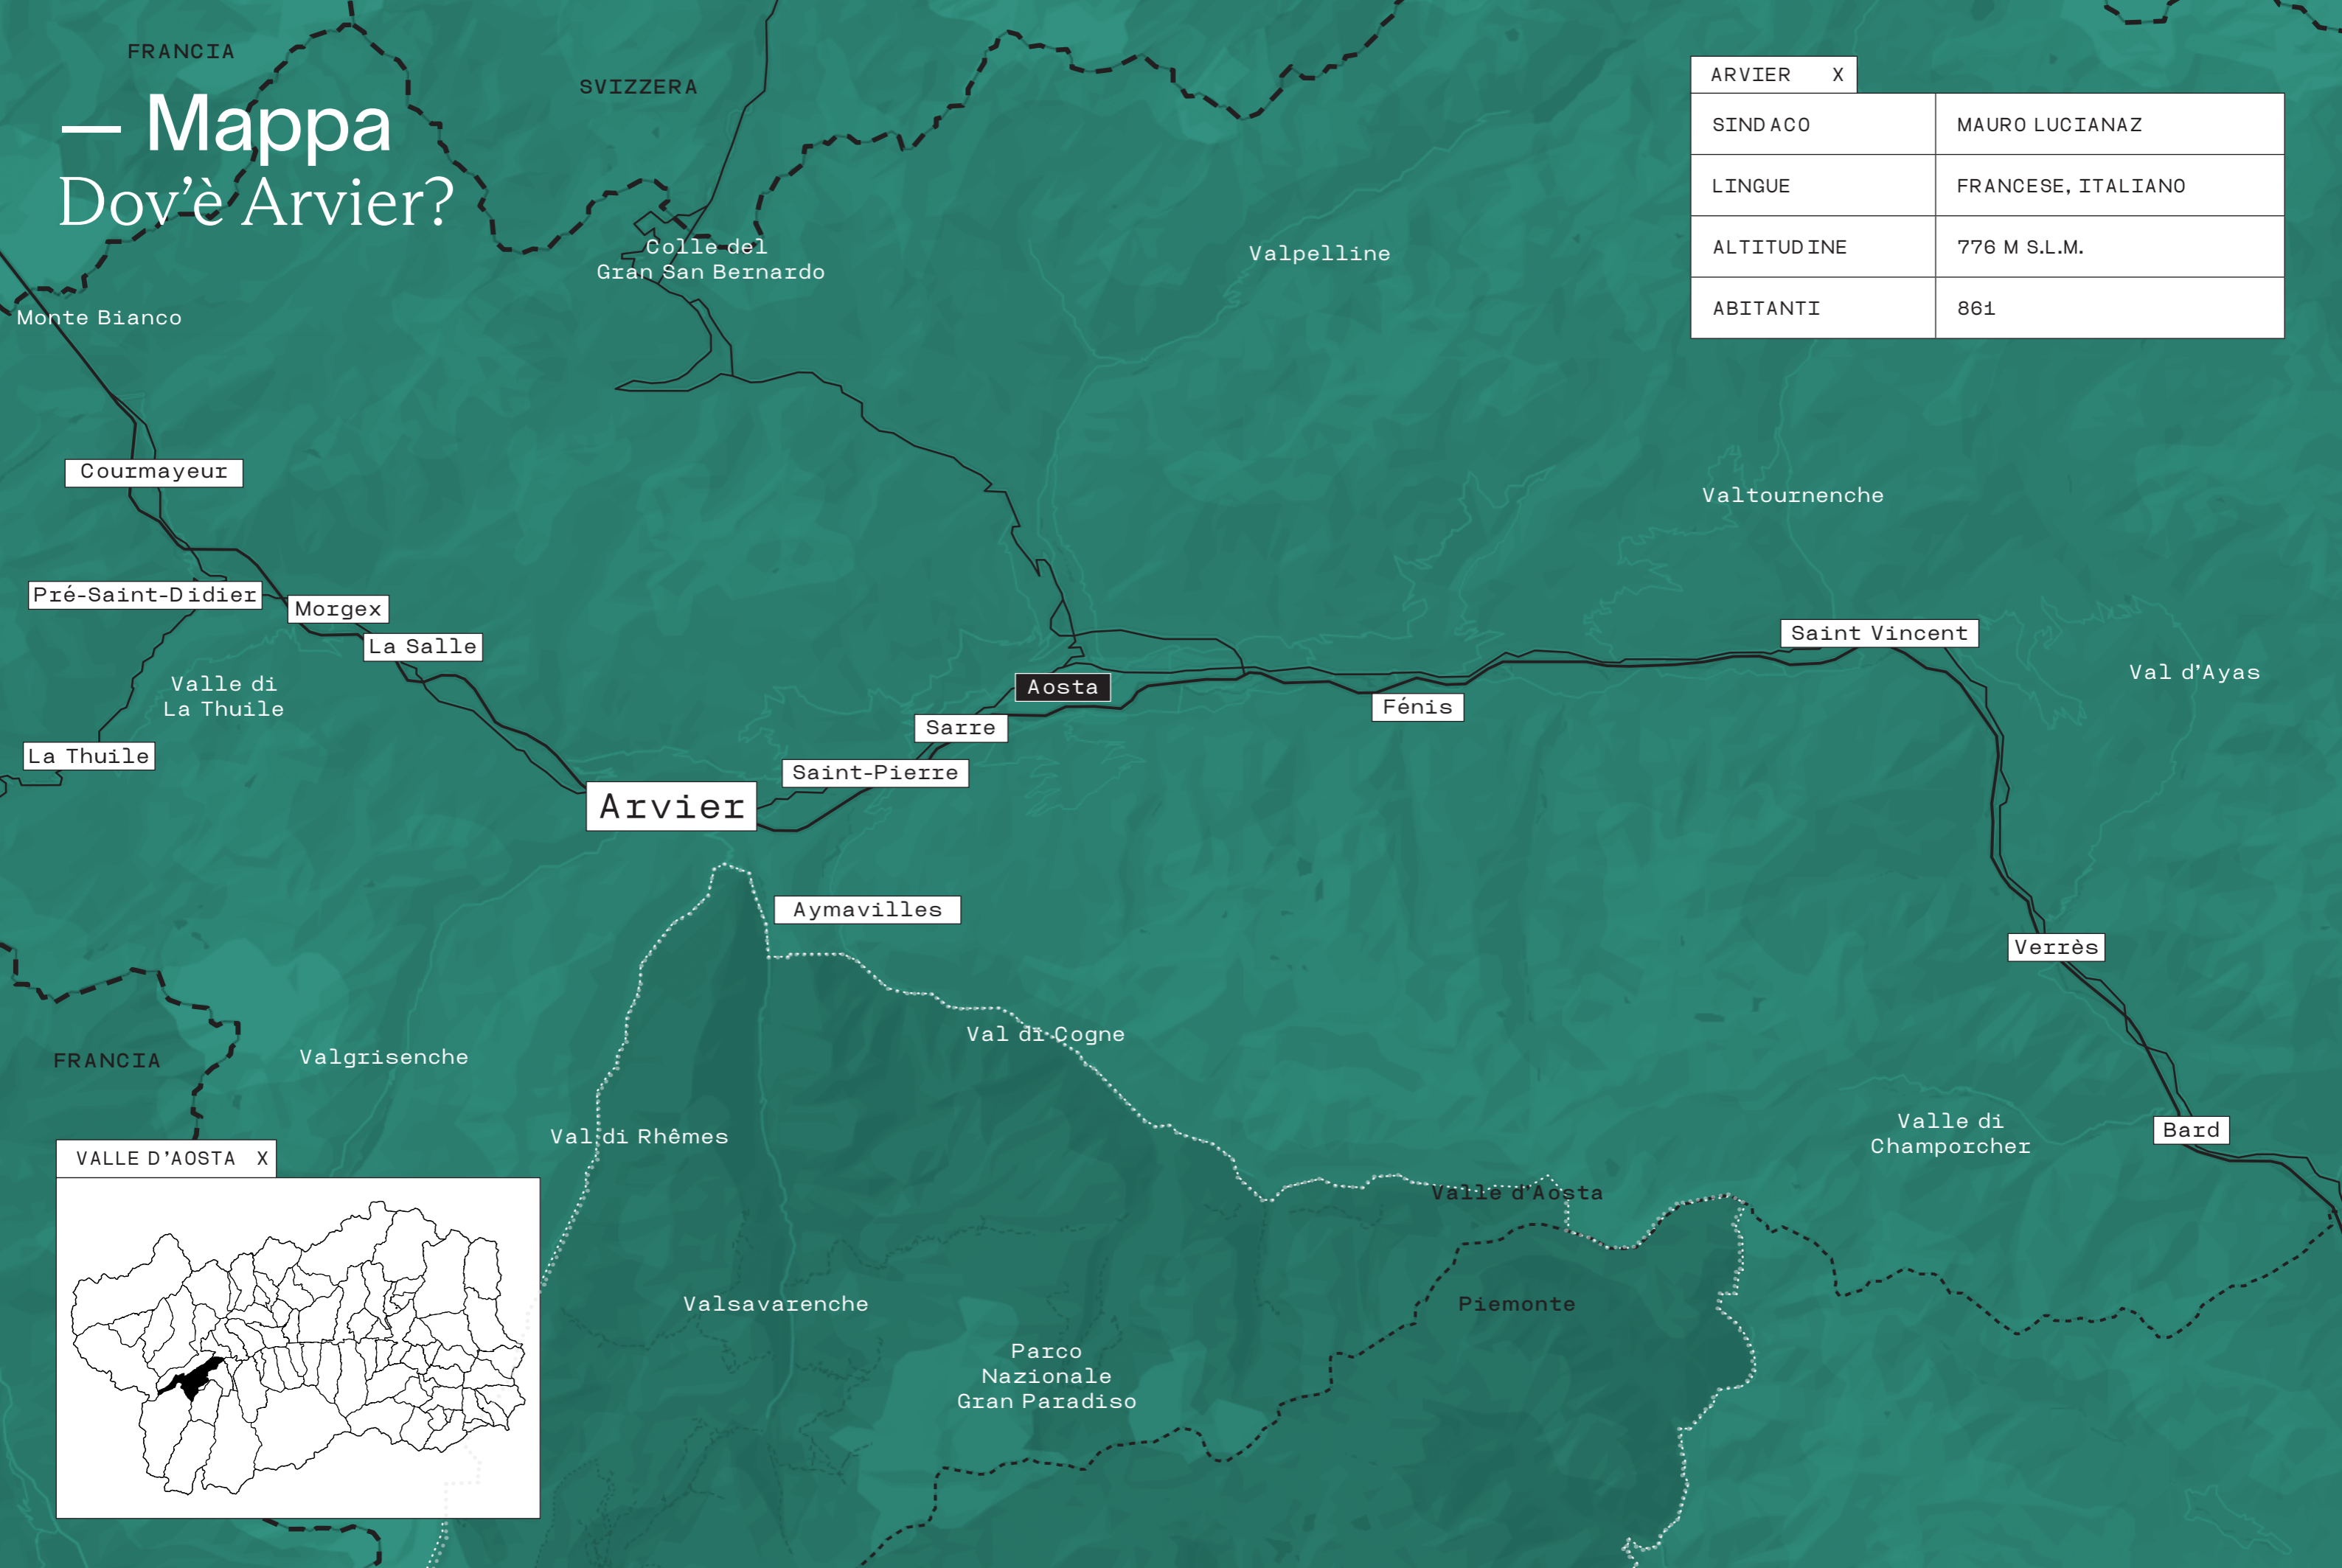 FRANCIA
SVIZZERA
— Mappa
Dov’è Arvier?
ARVIER X
SINDACO MAURO LUCIANAZ
LINGUE FRANCESE, ITALIANO
ALTITUDINE 776 M S.L.M.
ABITANTI 861
Colle del
Gran San Bernardo
Valpelline
Monte Bianco
Courmayeur
Valtournenche
Pré-Saint-Didier
Morgex
La Salle
Saint Vincent
Val d’Ayas
Valle di
La Thuile
Aosta
Fénis
Sarre
La Thuile
Saint-Pierre
Arvier
Aymavilles
Verrès
Val di Cogne
FRANCIA
Valgrisenche
Val di Rhêmes
Valle di
Champorcher
Bard
VALLE D’AOSTA X
Valle d’Aosta
Valsavarenche
Piemonte
Parco
Nazionale
Gran Paradiso